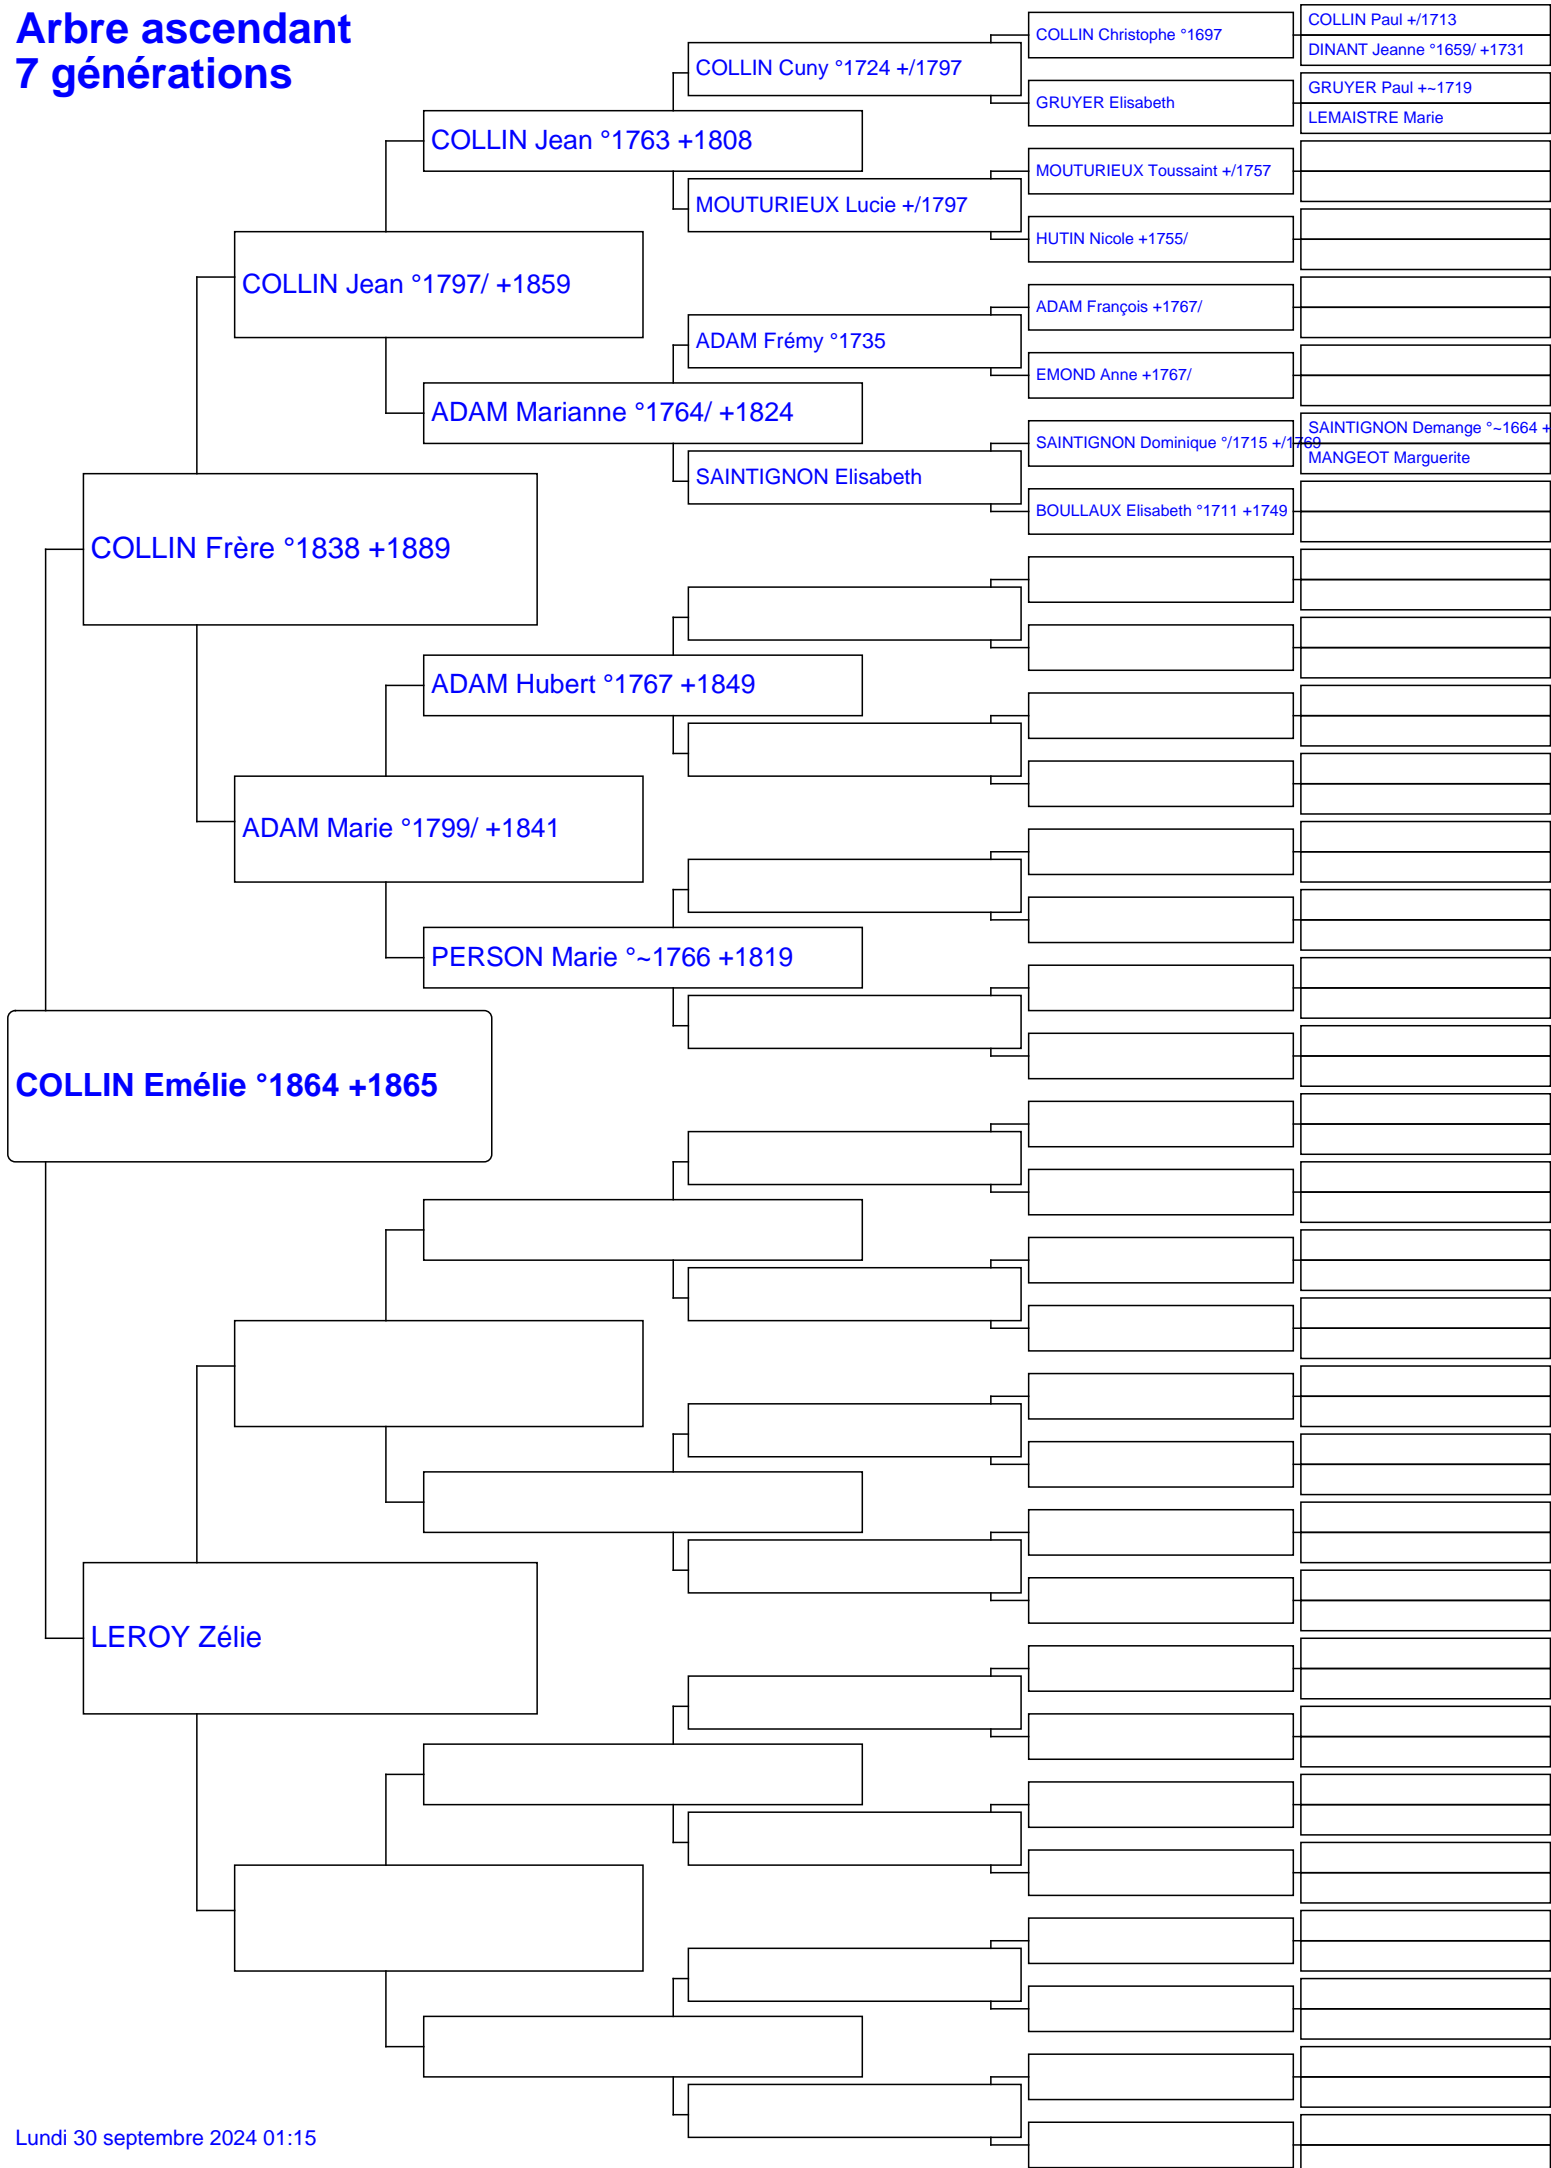 Arbre ascendant
7 générations
COLLIN Paul +/1713
COLLIN Christophe °1697
DINANT Jeanne °1659/ +1731
COLLIN Cuny °1724 +/1797
GRUYER Paul +~1719
GRUYER Elisabeth
LEMAISTRE Marie
COLLIN Jean °1763 +1808
MOUTURIEUX Toussaint +/1757
MOUTURIEUX Lucie +/1797
HUTIN Nicole +1755/
COLLIN Jean °1797/ +1859
ADAM François +1767/
ADAM Frémy °1735
EMOND Anne +1767/
ADAM Marianne °1764/ +1824
SAINTIGNON Demange °~1664 +
SAINTIGNON Dominique °/1715 +/1769
MANGEOT Marguerite
SAINTIGNON Elisabeth
BOULLAUX Elisabeth °1711 +1749
COLLIN Frère °1838 +1889
ADAM Hubert °1767 +1849
ADAM Marie °1799/ +1841
PERSON Marie °~1766 +1819
COLLIN Emélie °1864 +1865
LEROY Zélie
Lundi 30 septembre 2024 01:15